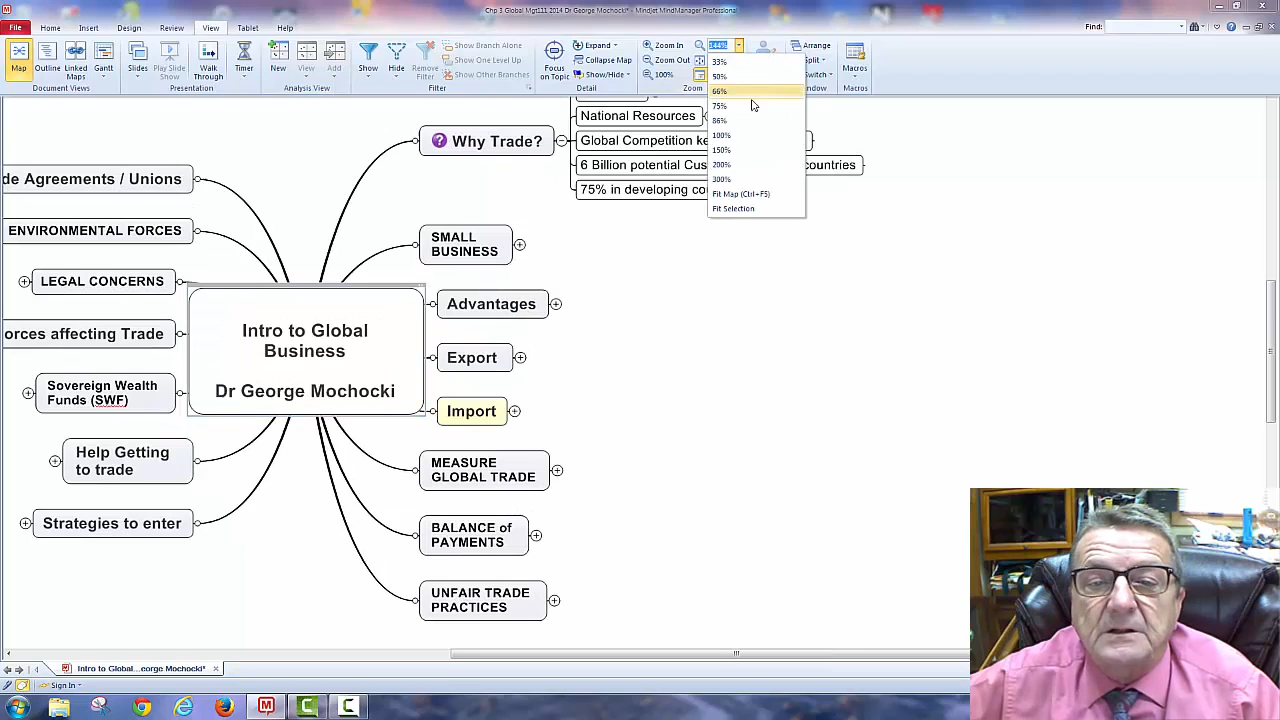 Chp 3 Global Mgt111 2014 Dr George Mochocki* - Mindjet MindManager Professional
File
Home
Insert
Design
Review
View
Tablet
Help
Find:
Map
Outline
Linked
Maps
Gantt
Slides
Play Slide
Show
Walk
Through
Timer
New
Add
Show
Hide
Remove
Filter
Show Branch Alone
Show One Level Up
Show Other Branches
Focus
on Topic
Expand
Collapse Map
Show/Hide
Zoom In
Zoom Out
100%
144%
Arrange
Split
Switch
Macros
Document Views
Presentation
Analysis View
Filter
Detail
Zoom
Macros
33%
50%
66%
75%
86%
100%
150%
200%
300%
Fit Map (Ctrl+F5)
Fit Selection
National Resources
Why Trade?
Global Competition ke
6 Billion potential Cus
countries
75% in developing co
de Agreements / Unions
ENVIRONMENTAL FORCES
LEGAL CONCERNS
orces affecting Trade
Sovereign Wealth
Funds (SWF)
Help Getting
to trade
Strategies to enter
Intro to Global
Business
Dr George Mochocki
SMALL
BUSINESS
Advantages
Export
Import
MEASURE
GLOBAL TRADE
BALANCE of
PAYMENTS
UNFAIR TRADE
PRACTICES
Intro to Global...eorge Mochocki*
Sign In